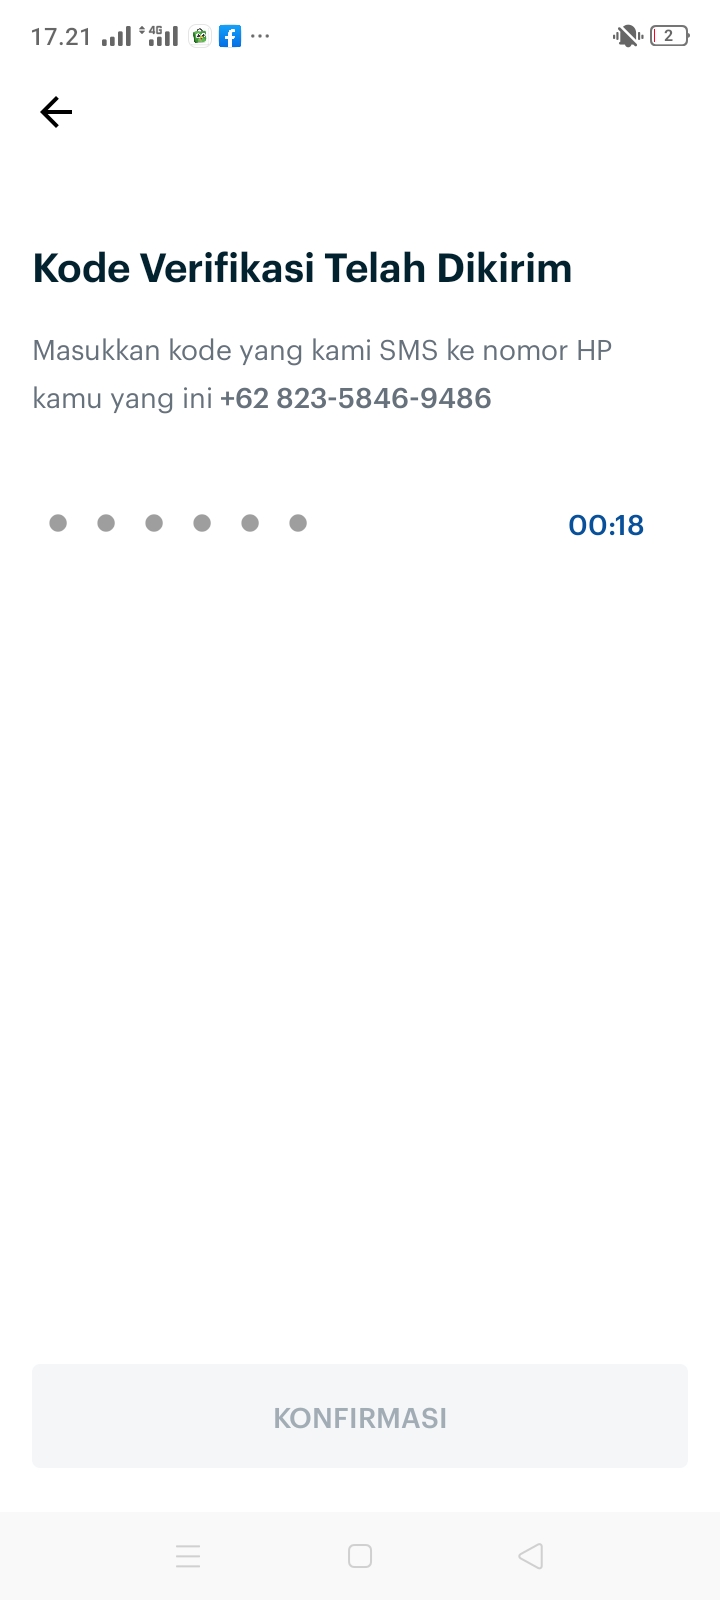 17.21 4G 2
Kode Verifikasi Telah Dikirim
Masukkan kode yang kami SMS ke nomor HP
kamu yang ini +62 823-5846-9486
00:18
KONFIRMASI